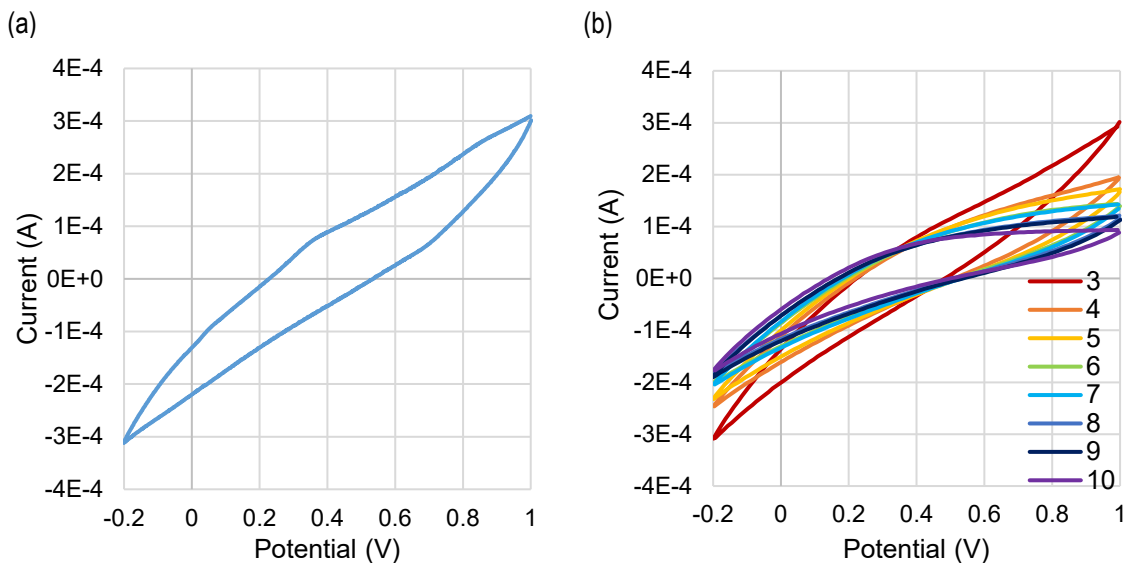 (a)
4E-4
3E-4
2E-4
1E-4
0E+0
-1E-4
-2E-4
-3E-4
-4E-4
-0.2 0 0.2 0.4 0.6 0.8 1
Potential (V)
Current (A)
(b)
4E-4
3E-4
2E-4
1E-4
0E+0
-1E-4
-2E-4
-3E-4
-4E-4
-0.2 0 0.2 0.4 0.6 0.8 1
Potential (V)
Current (A)
3
4
5
6
7
8
9
10